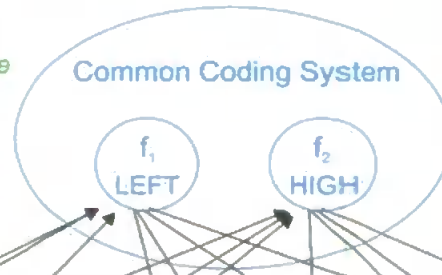 e
Common Coding System
f₁
LEFT
f₂
HIGH